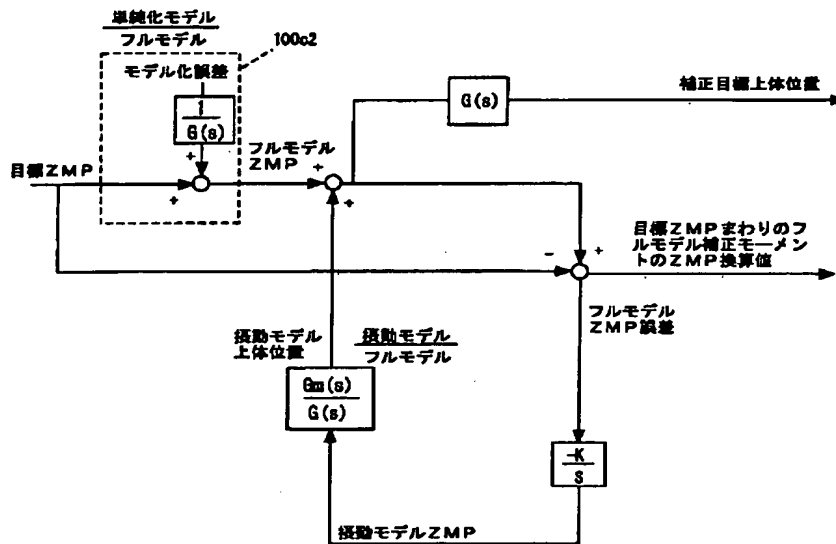 単純化モデル
フルモデル
100c2
モデル化誤差
1
G(s)
G(s)
補正目標上体位置
目標ZMP
フルモデル
ZMP
+
+
+
+
-
+
目標ZMPまわりのフ
ルモデル補正モーメン
トのZMP換算値
フルモデル
ZMP誤差
摂動モデル
上体位置
摂動モデル
フルモデル
Gm(s)
G(s)
-K
S
摂動モデルZMP